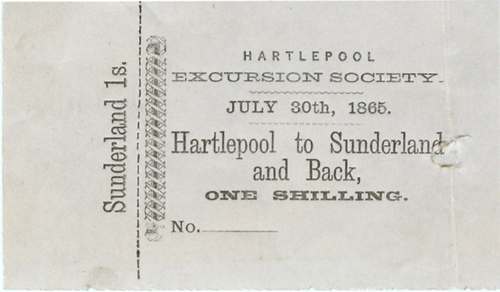 Sunderland 1s.
HARTLEPOOL
EXCURSION SOCIETY.
JULY 30th, 1865.
Hartlepool to Sunderland
and Back,
ONE SHILLING.
No.